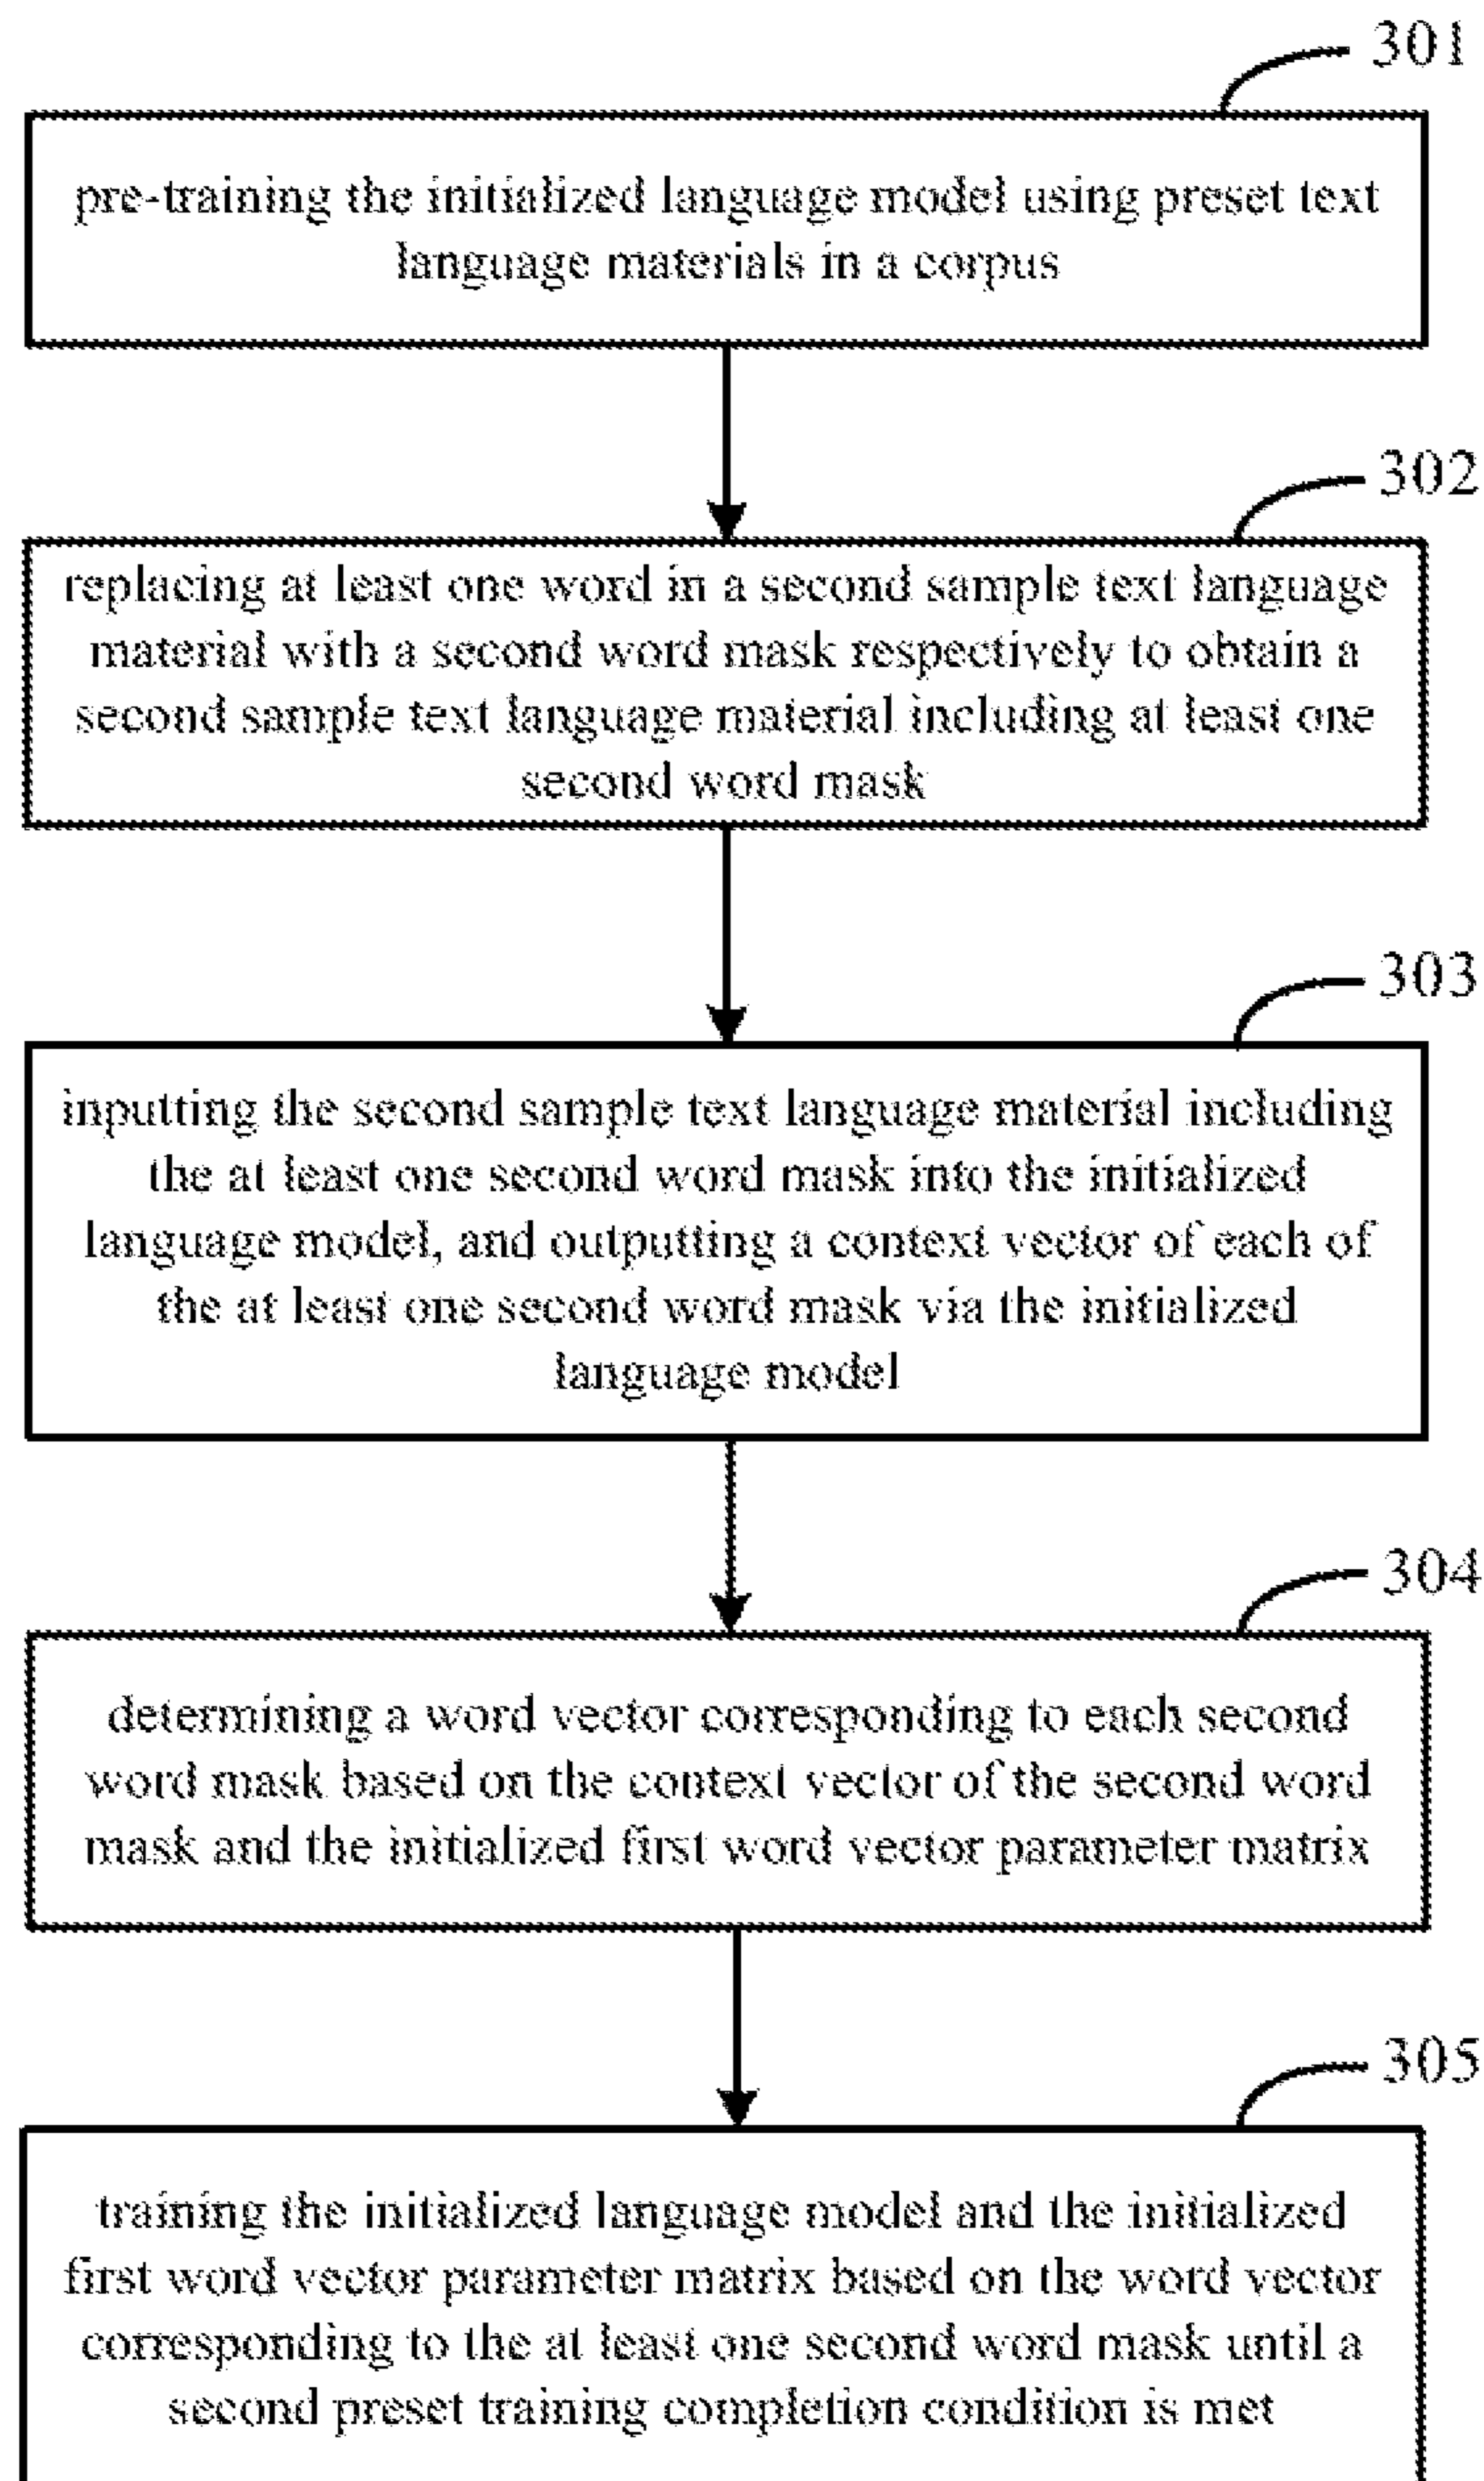 301
pre-training the initialized language model using preset text
language materials in a corpus
302
replacing at least one word in a second sample text language
material with a second word mask respectively to obtain a
second sample text language material including at least one
second word mask
303
inputting the second sample text language material including
the at least one second word mask into the initialized
language model, and outputting a context vector of each of
the at least one second word mask via the initialized
language model
304
determining a word vector corresponding to each second
word mask based on the context vector of the second word
mask and the initialized first word vector parameter matrix
305
training the initialized language model and the initialized
first word vector parameter matrix based on the word vector
corresponding to the at least one second word mask until a
second preset training completion condition is met